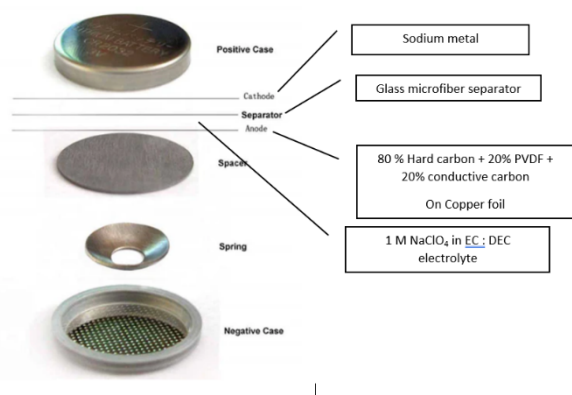 Positive Case
Cathode
Separator
Anode
Spacer
Spring
Negative Case
Sodium metal
Glass microfiber separator
80 % Hard carbon + 20% PVDF +
20% conductive carbon
On Copper foil
1 M NaClO₄ in EC : DEC
electrolyte